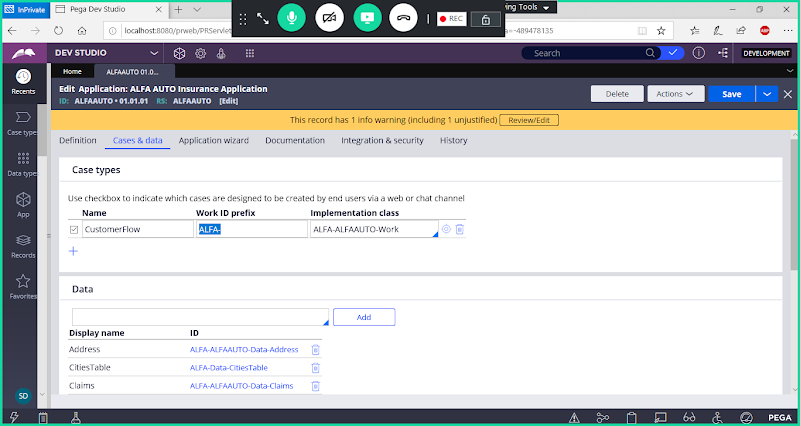 InPrivate
Pega Dev Studio
ving Tools
REC
localhost:8080/prweb/PRServlet
=-489478135
ABP
DEV STUDIO
Search
DEVELOPMENT
Recents
Home
ALFAAUTO 01.0...
Edit Application: ALFA AUTO Insurance Application
ID: ALFAAUTO • 01.01.01 RS: ALFAAUTO [Edit]
Delete
Actions
Save
This record has 1 info warning (including 1 unjustified)
Review/Edit
Case types
Data types
App
Records
Favorites
SD
Definition
Cases & data
Application wizard
Documentation
Integration & security
History
Case types
Use checkbox to indicate which cases are designed to be created by end users via a web or chat channel
Name Work ID prefix Implementation class
CustomerFlow ALFA- ALFA-ALFAAUTO-Work
Data
Add
Display name ID
Address ALFA-ALFAAUTO-Data-Address
CitiesTable ALFA-Data-CitiesTable
Claims ALFA-ALFAAUTO-Data-Claims
PEGA